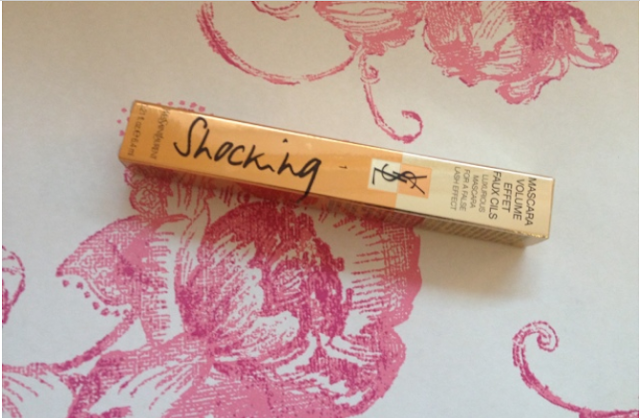 Shocking
YSL
MASCARA
VOLUME
EFFET
FAUX CILS
LUXURIOUS
MASCARA
FOR A FALSE
LASH EFFECT